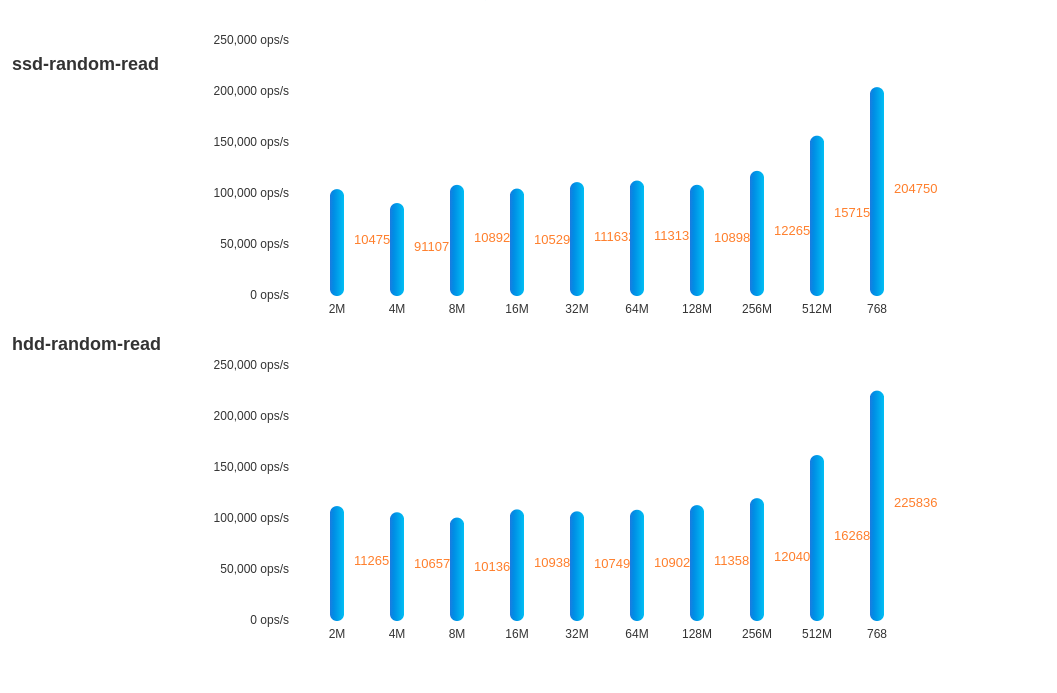 ssd-random-read
250,000 ops/s
200,000 ops/s
150,000 ops/s
100,000 ops/s
50,000 ops/s
0 ops/s
10475 91107 10892 10529 11163 11313 10898 12265 15715 204750
2M 4M 8M 16M 32M 64M 128M 256M 512M 768
hdd-random-read
250,000 ops/s
200,000 ops/s
150,000 ops/s
100,000 ops/s
50,000 ops/s
0 ops/s
11265 10657 10136 10938 10749 10902 11358 12040 16268 225836
2M 4M 8M 16M 32M 64M 128M 256M 512M 768